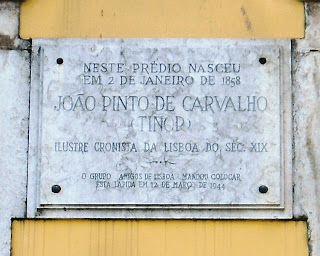 NESTE PRÉDIO NASCEU
EM 2 DE JANEIRO DE 1858
JOÃO PINTO DE CARVALHO
(TINOP)
ILUSTRE CRONISTA DA LISBOA DO SÉC. XIX
O GRUPO AMIGOS DE LISBOA MANDOU COLOCAR
ESTA LÁPIDA EM 12 DE MARÇO DE 1944